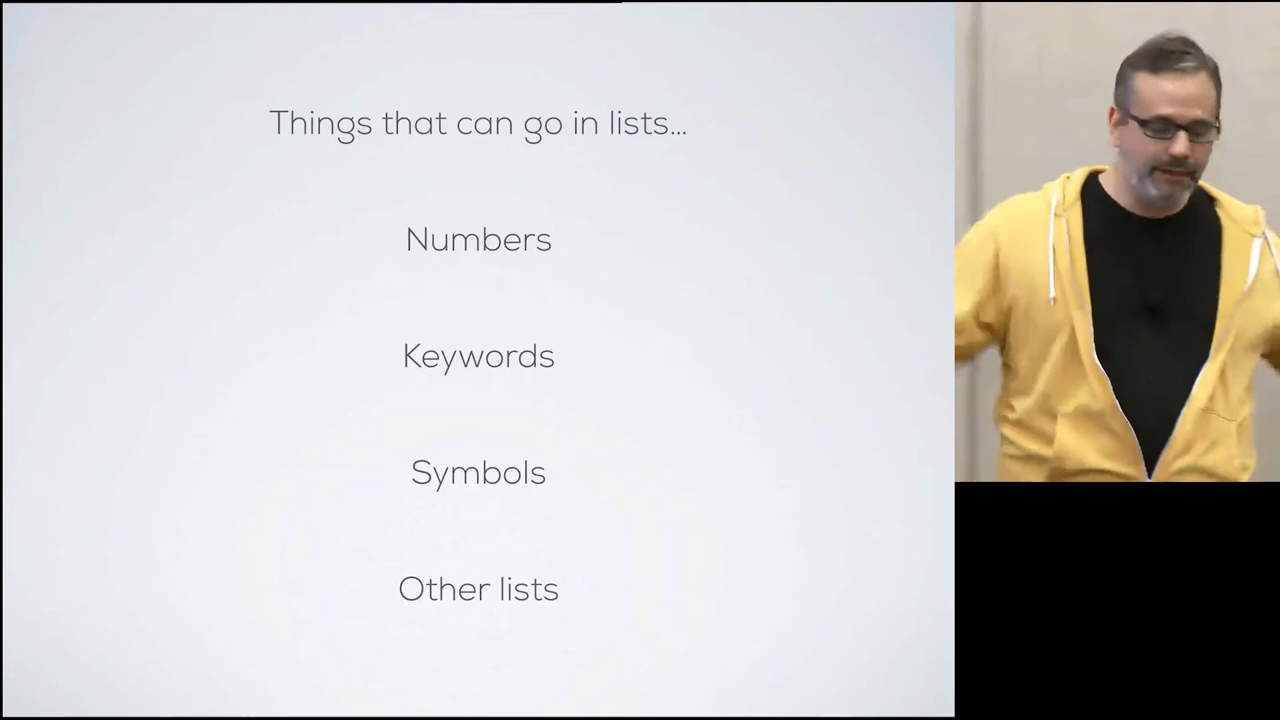 Things that can go in lists...
Numbers
Keywords
Symbols
Other lists